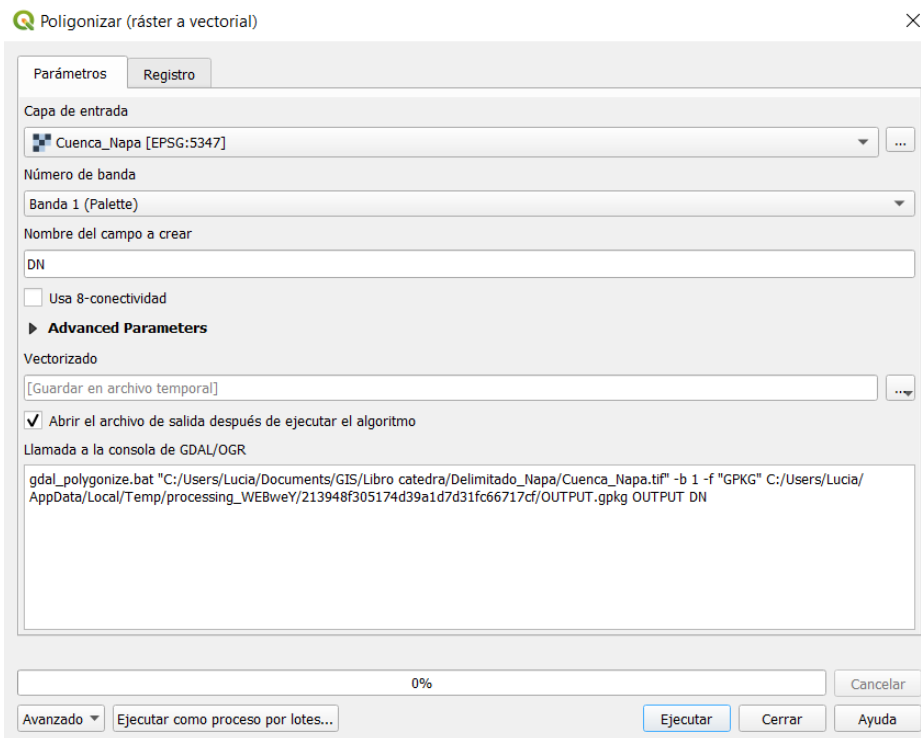 Poligonizar (ráster a vectorial)
Parámetros
Registro
Capa de entrada
Cuenca_Napa [EPSG:5347]
...
Número de banda
Banda 1 (Palette)
Nombre del campo a crear
DN
Usa 8-conectividad
Advanced Parameters
Vectorizado
[Guardar en archivo temporal]
...
Abrir el archivo de salida después de ejecutar el algoritmo
Llamada a la consola de GDAL/OGR
gdal_polygonize.bat "C:/Users/Lucia/Documents/GIS/Libro catedra/Delimitado_Napa/Cuenca_Napa.tif" -b 1 -f "GPKG" C:/Users/Lucia/
AppData/Local/Temp/processing_WEBweY/213948f305174d39a1d7d31fc66717cf/OUTPUT.gpkg OUTPUT DN
0%
Cancelar
Avanzado
Ejecutar como proceso por lotes...
Ejecutar
Cerrar
Ayuda